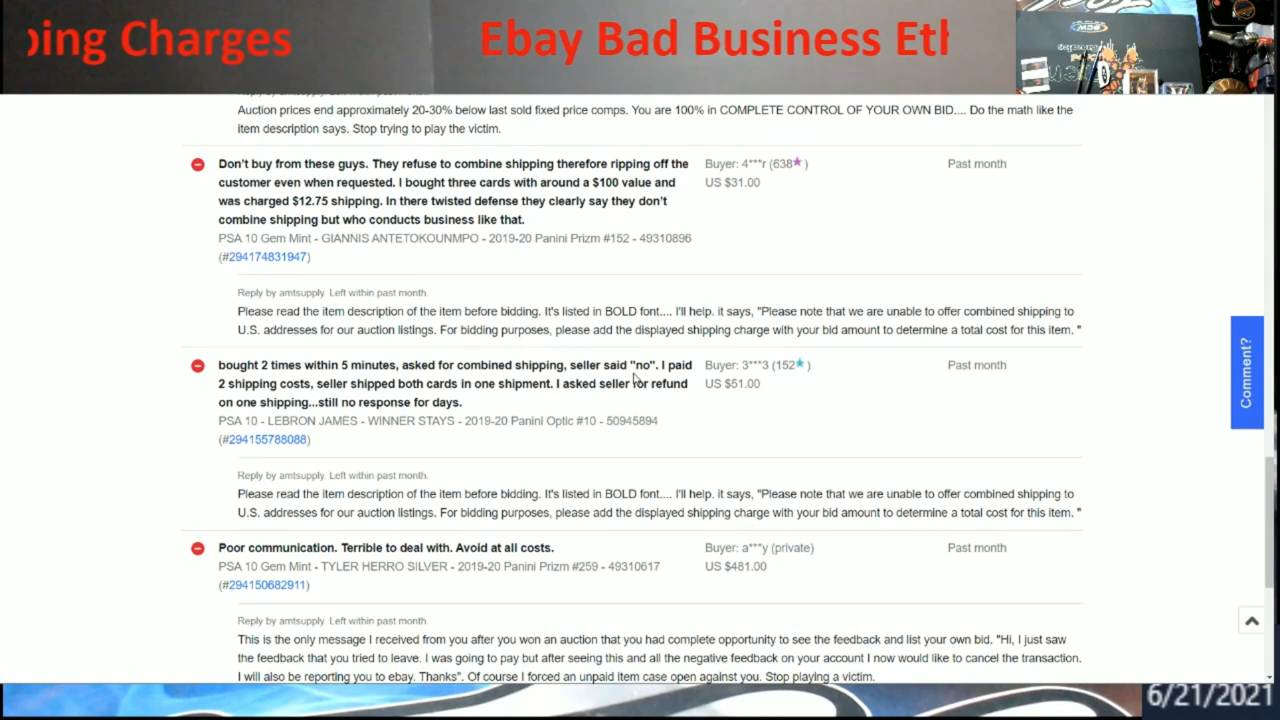 ping Charges
Ebay Bad Business Eth
BCW
Auction prices end approximately 20-30% below last sold fixed price comps. You are 100% in COMPLETE CONTROL OF YOUR OWN BID.... Do the math like the
item description says. Stop trying to play the victim.
Don't buy from these guys. They refuse to combine shipping therefore ripping off the
customer even when requested. I bought three cards with around a $100 value and
was charged $12.75 shipping. In there twisted defense they clearly say they don't
combine shipping but who conducts business like that.
PSA 10 Gem Mint - GIANNIS ANTETOKOUNMPO - 2019-20 Panini Prizm #152 - 49310896
(#294174831947)
Buyer: 4***r (638)
US $31.00
Past month
Reply by amtsupply. Left within past month.
Please read the item description of the item before bidding. It's listed in BOLD font.... I'll help. it says, "Please note that we are unable to offer combined shipping to
U.S. addresses for our auction listings. For bidding purposes, please add the displayed shipping charge with your bid amount to determine a total cost for this item. "
bought 2 times within 5 minutes, asked for combined shipping, seller said "no". I paid
2 shipping costs, seller shipped both cards in one shipment. I asked seller for refund
on one shipping...still no response for days.
PSA 10 - LEBRON JAMES - WINNER STAYS - 2019-20 Panini Optic #10 - 50945894
(#294155788088)
Buyer: 3***3 (152)
US $51.00
Past month
Reply by amtsupply. Left within past month.
Please read the item description of the item before bidding. It's listed in BOLD font.... I'll help. it says, "Please note that we are unable to offer combined shipping to
U.S. addresses for our auction listings. For bidding purposes, please add the displayed shipping charge with your bid amount to determine a total cost for this item. "
Poor communication. Terrible to deal with. Avoid at all costs.
PSA 10 Gem Mint - TYLER HERRO SILVER - 2019-20 Panini Prizm #259 - 49310617
(#294150682911)
Buyer: a***y (private)
US $481.00
Past month
Reply by amtsupply. Left within past month.
This is the only message I received from you after you won an auction that you had complete opportunity to see the feedback and list your own bid. "Hi, I just saw
the feedback that you tried to leave. I was going to pay but after seeing this and all the negative feedback on your account I now would like to cancel the transaction.
I will also be reporting you to ebay. Thanks". Of course I forced an unpaid item case open against you. Stop playing a victim.
Comment?
6/21/2021